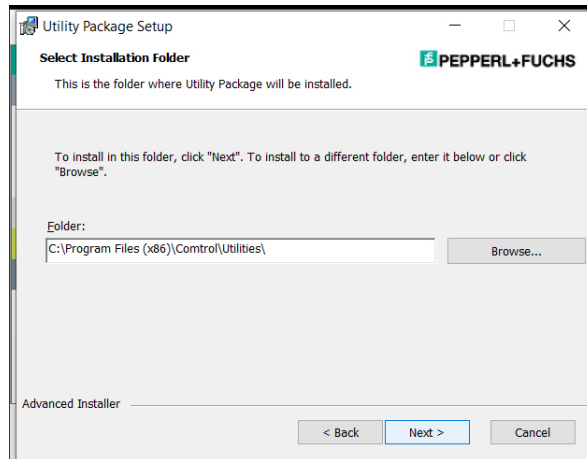 Utility Package Setup
Select Installation Folder
PEPPERL+FUCHS
This is the folder where Utility Package will be installed.
To install in this folder, click "Next". To install to a different folder, enter it below or click
"Browse".
Folder:
C:\Program Files (x86)\Comtrol\Utilities\
Browse...
Advanced Installer
< Back
Next >
Cancel